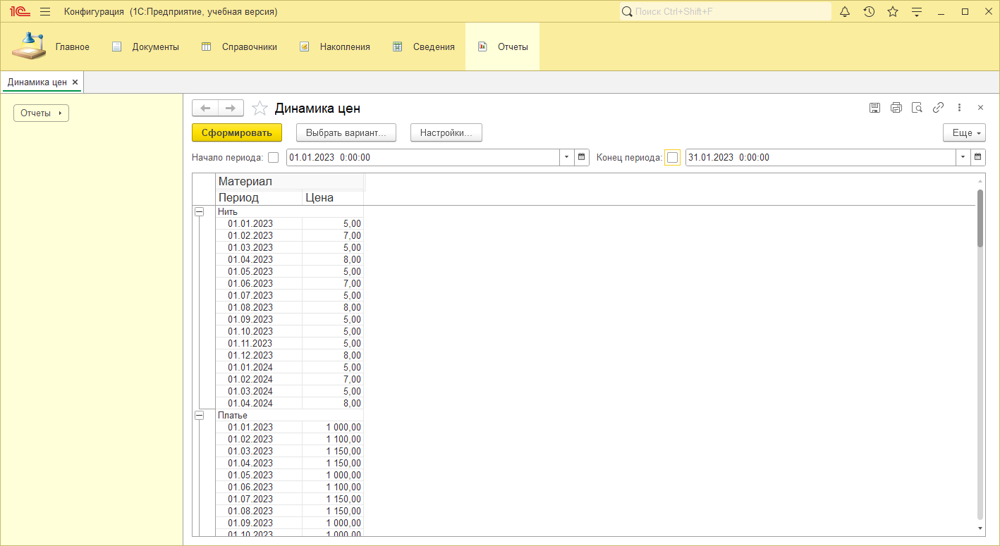 1С Конфигурация (1С:Предприятие, учебная версия) Поиск Ctrl+Shift+F
Главное Документы Справочники Накопления Сведения Отчеты
Динамика цен
Отчеты
Динамика цен
Сформировать Выбрать вариант... Настройки... Еще
Начало периода: 01.01.2023 0:00:00 Конец периода: 31.01.2023 0:00:00
Материал
Период Цена
Нить
01.01.2023 5,00
01.02.2023 7,00
01.03.2023 5,00
01.04.2023 8,00
01.05.2023 5,00
01.06.2023 7,00
01.07.2023 5,00
01.08.2023 8,00
01.09.2023 5,00
01.10.2023 5,00
01.11.2023 5,00
01.12.2023 8,00
01.01.2024 5,00
01.02.2024 7,00
01.03.2024 5,00
01.04.2024 8,00
Платье
01.01.2023 1 000,00
01.02.2023 1 100,00
01.03.2023 1 150,00
01.04.2023 1 150,00
01.05.2023 1 000,00
01.06.2023 1 100,00
01.07.2023 1 150,00
01.08.2023 1 150,00
01.09.2023 1 000,00
01.10.2023 1 000,00